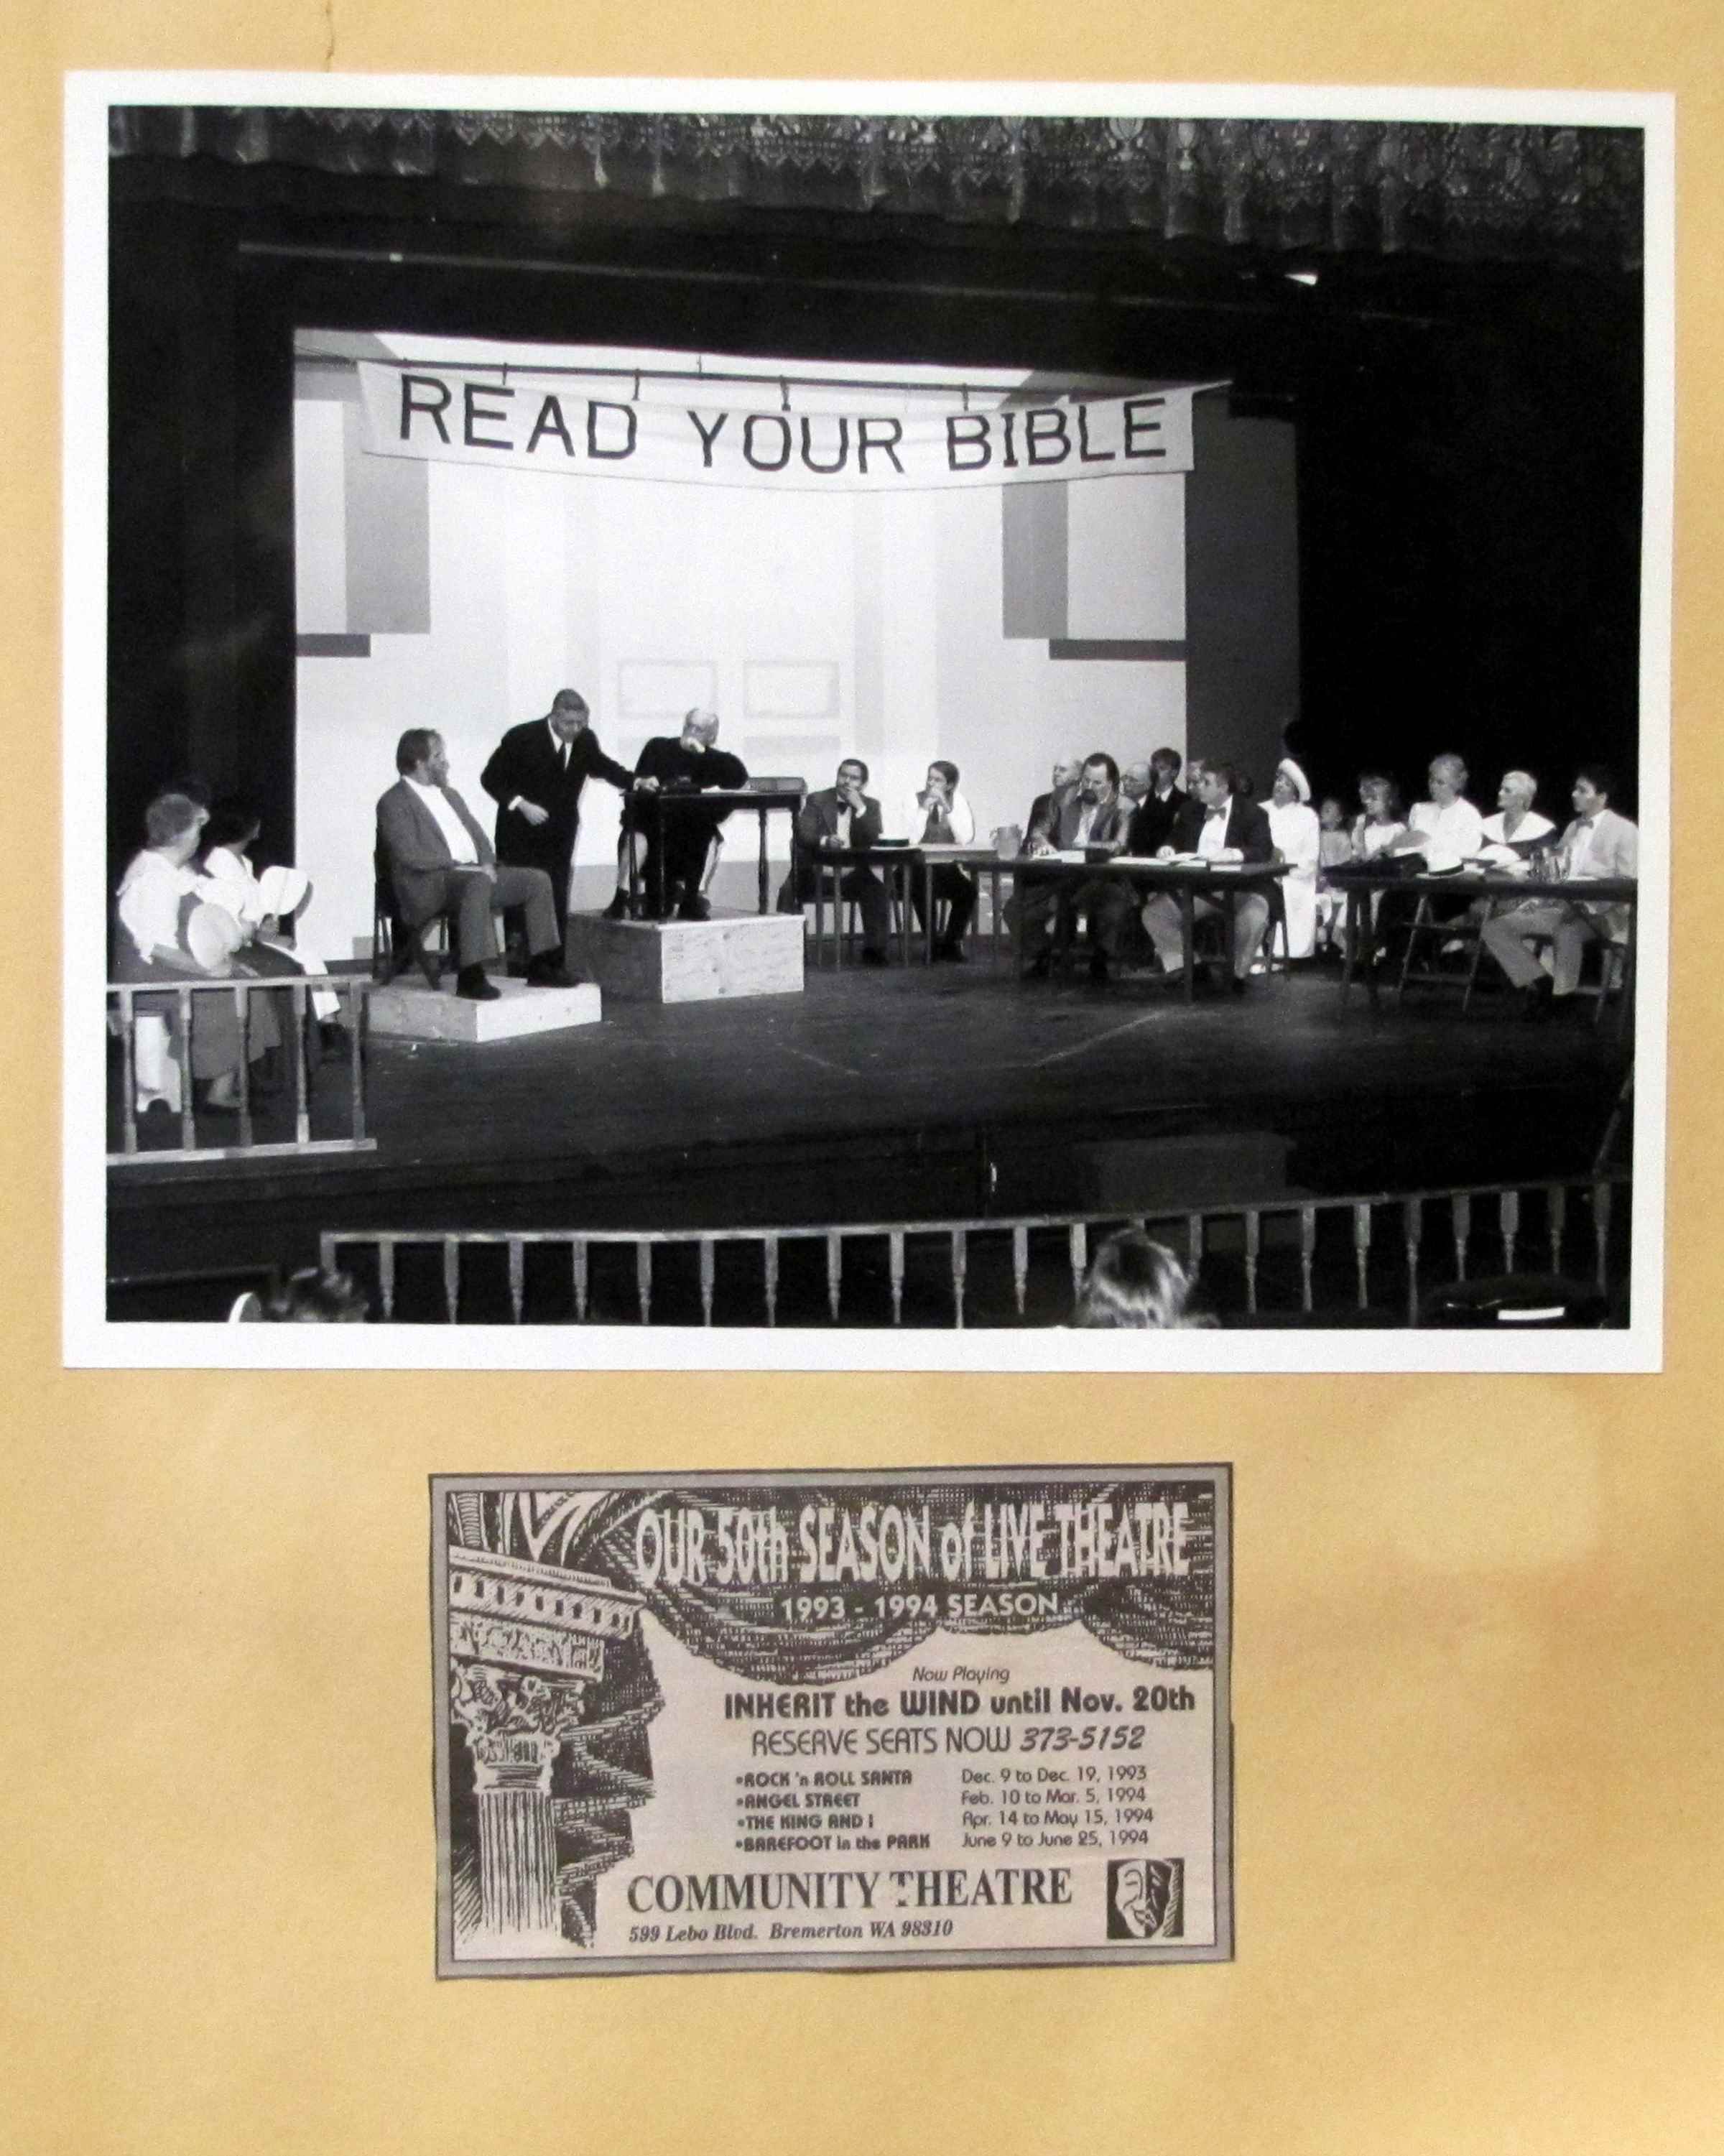 READ YOUR BIBLE
OUR 50th SEASON of LIVE THEATRE
1993 - 1994 SEASON
Now Playing
INHERIT the WIND until Nov. 20th
RESERVE SEATS NOW 373-5152
•ROCK 'n ROLL SANTA Dec. 9 to Dec. 19, 1993
•ANGEL STREET Feb. 10 to Mar. 5, 1994
•THE KING AND I Apr. 14 to May 15, 1994
•BAREFOOT in the PARK June 9 to June 25, 1994
COMMUNITY THEATRE
599 Lebo Blvd. Bremerton WA 98310